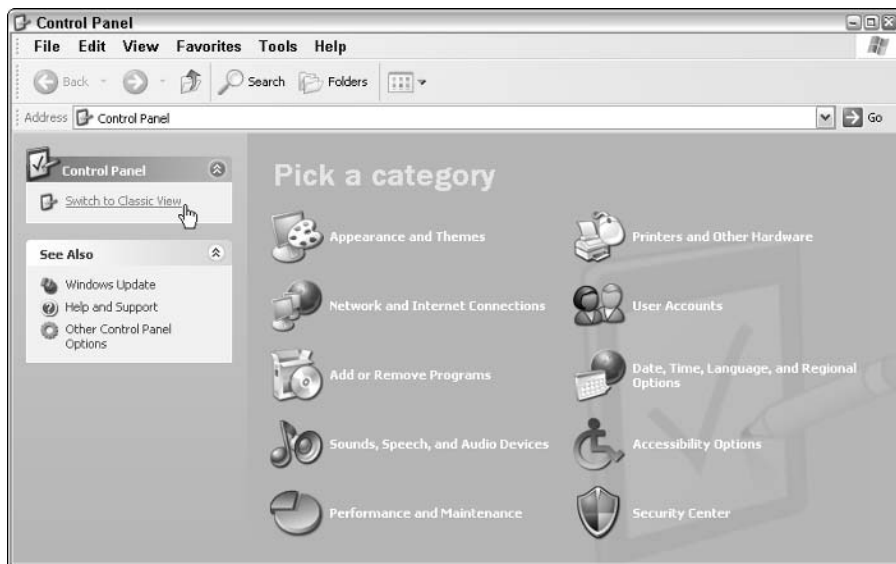 Control Panel
File Edit View Favorites Tools Help
Back Search Folders
Address Control Panel Go
Control Panel
Switch to Classic View
See Also
Windows Update
Help and Support
Other Control Panel
Options
Pick a category
Appearance and Themes
Printers and Other Hardware
Network and Internet Connections
User Accounts
Add or Remove Programs
Date, Time, Language, and Regional
Options
Sounds, Speech, and Audio Devices
Accessibility Options
Performance and Maintenance
Security Center